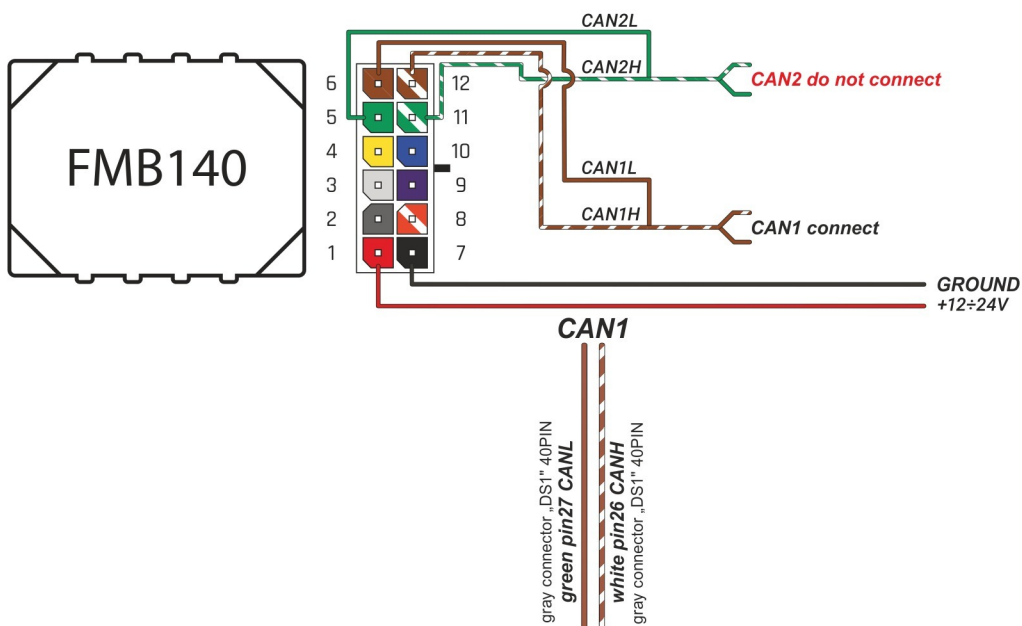 CAN2L
FMB140
6 12
CAN2H
CAN2 do not connect
5 11
4 10
3 9
CAN1L
2 8
CAN1H
CAN1 connect
1 7
GROUND
+12÷24V
CAN1
gray connector „DS1" 40PIN
green pin27 CANL
white pin26 CANH
gray connector „DS1" 40PIN